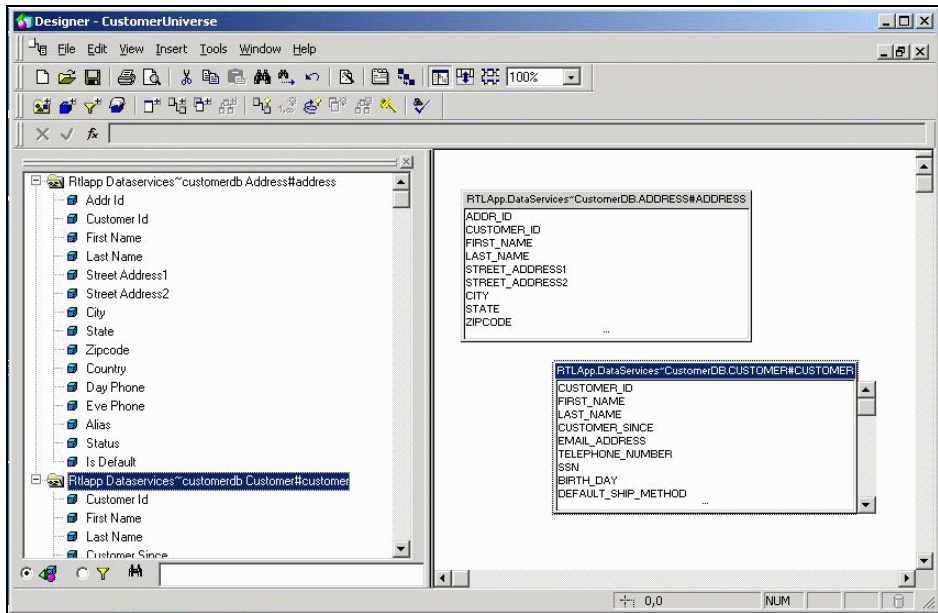 Designer - CustomerUniverse
File Edit View Insert Tools Window Help
100%
Rtlapp Dataservices~customerdb Address#address
Addr Id
Customer Id
First Name
Last Name
Street Address1
Street Address2
City
State
Zipcode
Country
Day Phone
Eve Phone
Alias
Status
Is Default
Rtlapp Dataservices~customerdb Customer#customer
Customer Id
First Name
Last Name
Customer Since
RTLApp.DataServices~CustomerDB.ADDRESS#ADDRESS
ADDR_ID
CUSTOMER_ID
FIRST_NAME
LAST_NAME
STREET_ADDRESS1
STREET_ADDRESS2
CITY
STATE
ZIPCODE
...
RTLApp.DataServices~CustomerDB.CUSTOMER#CUSTOMER
CUSTOMER_ID
FIRST_NAME
LAST_NAME
CUSTOMER_SINCE
EMAIL_ADDRESS
TELEPHONE_NUMBER
SSN
BIRTH_DAY
DEFAULT_SHIP_METHOD
...
0,0
NUM